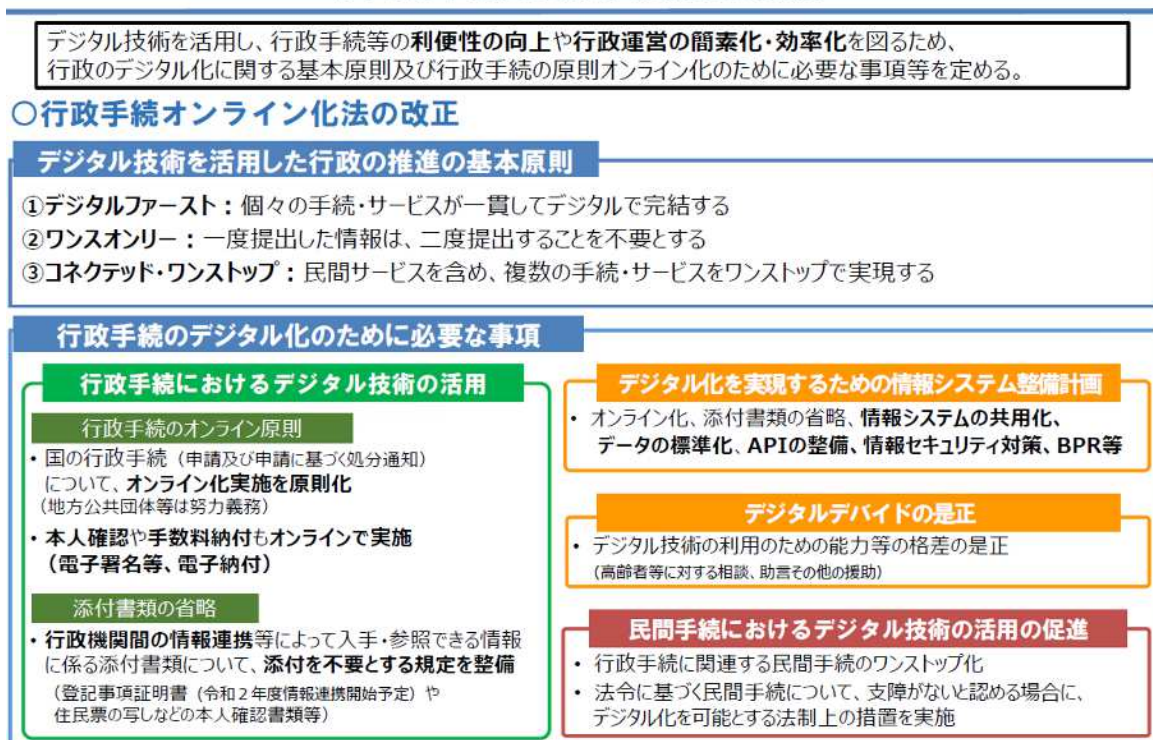 デジタル技術を活用し、行政手続等の利便性の向上や行政運営の簡素化・効率化を図るため、
行政のデジタル化に関する基本原則及び行政手続の原則オンライン化のために必要な事項等を定める。
○行政手続オンライン化法の改正
デジタル技術を活用した行政の推進の基本原則
①デジタルファースト：個々の手続・サービスが一貫してデジタルで完結する
②ワンスオンリー：一度提出した情報は、二度提出することを不要とする
③コネクテッド・ワンストップ：民間サービスを含め、複数の手続・サービスをワンストップで実現する
行政手続のデジタル化のために必要な事項
行政手続におけるデジタル技術の活用
行政手続のオンライン原則
・国の行政手続（申請及び申請に基づく処分通知）
について、オンライン化実施を原則化
（地方公共団体等は努力義務）
・本人確認や手数料納付もオンラインで実施
（電子署名等、電子納付）
添付書類の省略
・行政機関間の情報連携等によって入手・参照できる情報
に係る添付書類について、添付を不要とする規定を整備
（登記事項証明書（令和２年度情報連携開始予定）や
住民票の写しなどの本人確認書類等）
デジタル化を実現するための情報システム整備計画
・オンライン化、添付書類の省略、情報システムの共用化、
データの標準化、APIの整備、情報セキュリティ対策、BPR等
デジタルデバイドの是正
・デジタル技術の利用のための能力等の格差の是正
（高齢者等に対する相談、助言その他の援助）
民間手続におけるデジタル技術の活用の促進
・行政手続に関連する民間手続のワンストップ化
・法令に基づく民間手続について、支障がないと認める場合に、
デジタル化を可能とする法制上の措置を実施